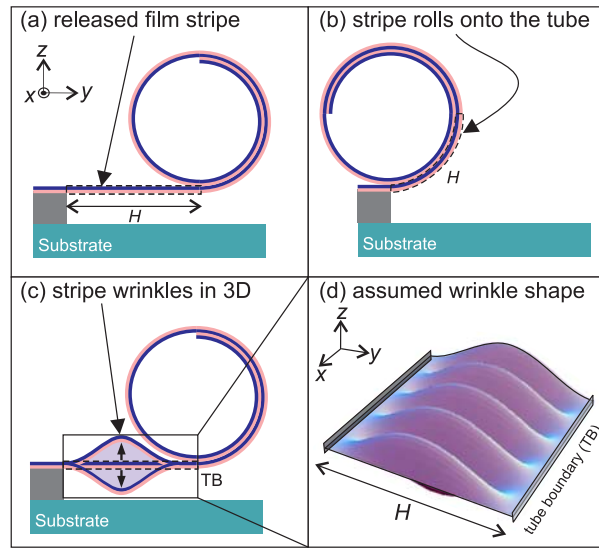 (a) released film stripe
z
x
y
H
Substrate
(b) stripe rolls onto the tube
H
Substrate
(c) stripe wrinkles in 3D
TB
Substrate
(d) assumed wrinkle shape
z
y
x
H
tube boundary (TB)